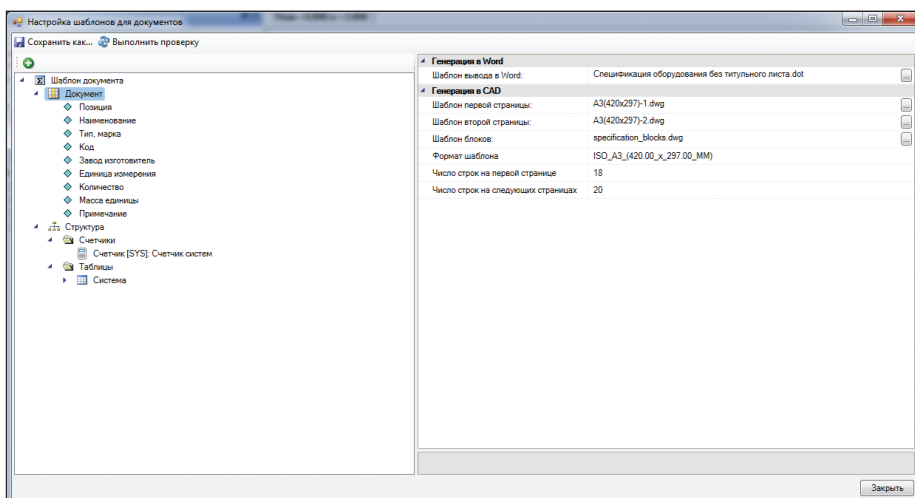 Настройка шаблонов для документов
Сохранить как... Выполнить проверку
Шаблон документа
Документ
Позиция
Наименование
Тип, марка
Код
Завод изготовитель
Единица измерения
Количество
Масса единицы
Примечание
Структура
Счетчики
Счетчик [SYS]: Счетчик систем
Таблицы
Система
Генерация в Word
Шаблон вывода в Word: Спецификация оборудования без титульного листа.dot ...
Генерация в CAD
Шаблон первой страницы: A3(420x297)-1.dwg ...
Шаблон второй страницы: A3(420x297)-2.dwg ...
Шаблон блоков: specification_blocks.dwg ...
Формат шаблона ISO_A3_(420.00_x_297.00_MM)
Число строк на первой странице 18
Число строк на следующих страницах 20
Закрыть